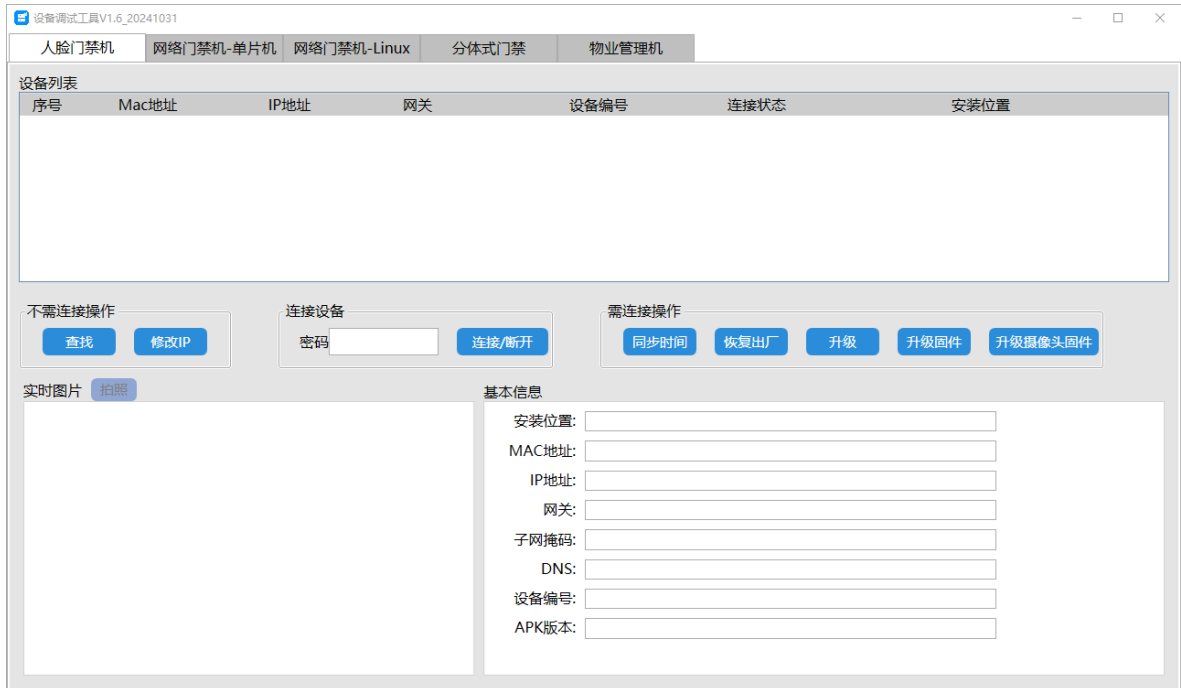 设备调试工具V1.6_20241031
人脸门禁机 网络门禁机-单片机 网络门禁机-Linux 分体式门禁 物业管理机
设备列表
序号 Mac地址 IP地址 网关 设备编号 连接状态 安装位置
不需连接操作 连接设备 需连接操作
查找 修改IP 密码 连接/断开 同步时间 恢复出厂 升级 升级固件 升级摄像头固件
实时图片 拍照 基本信息
安装位置:
MAC地址:
IP地址:
网关:
子网掩码:
DNS:
设备编号:
APK版本: